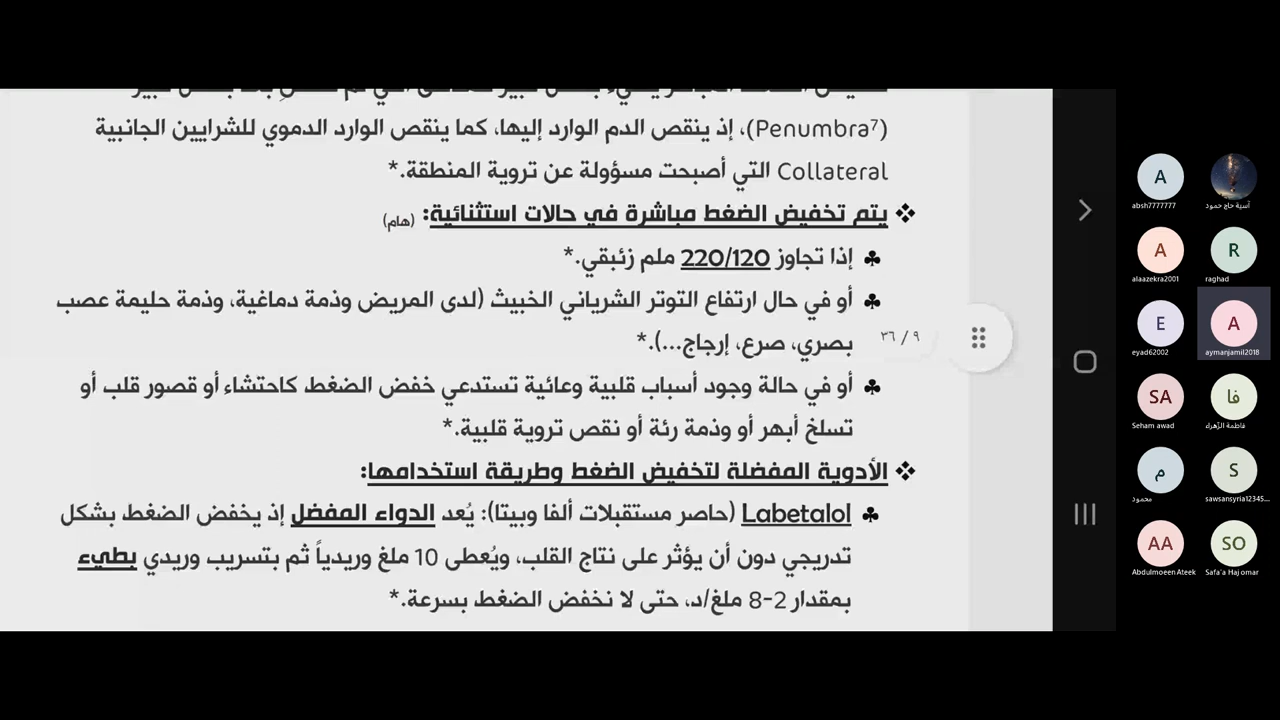 (Penumbra⁷)، إذ ينقص الدم الوارد إليها، كما ينقص الوارد الدموي للشرايين الجانبية
Collateral التي أصبحت مسؤولة عن تروية المنطقة.*
❖ يتم تخفيض الضغط مباشرة في حالات استثنائية: (هام)
♣ إذا تجاوز 220/120 ملم زئبقي.*
♣ أو في حال ارتفاع التوتر الشرياني الخبيث (لدى المريض وذمة دماغية، وذمة حليمة عصب
بصري، صرع، إرجاج...).*
♣ أو في حالة وجود أسباب قلبية وعائية تستدعي خفض الضغط كاحتشاء أو قصور قلب أو
تسلخ أبهر أو وذمة رئة أو نقص تروية قلبية.*
❖ الأدوية المفضلة لتخفيض الضغط وطريقة استخدامها:
♣ Labetalol (حاصر مستقبلات ألفا وبيتا): يُعد الدواء المفضل إذ يخفض الضغط بشكل
تدريجي دون أن يؤثر على نتاج القلب، ويُعطى 10 ملغ وريدياً ثم بتسريب وريدي بطيء
بمقدار 2-8 ملغ/د، حتى لا نخفض الضغط بسرعة.*
٩ / ٣٦
A
absh7777777
آسية حاج حمود
A
alaazekra2001
R
raghad
E
eyad62002
A
aymanjamil2018
SA
Seham awad
فا
فاطمة الزّهراء
م
محمود
S
sawsansyria12345...
AA
Abdulmoeen Ateek
SO
Safa'a Haj omar